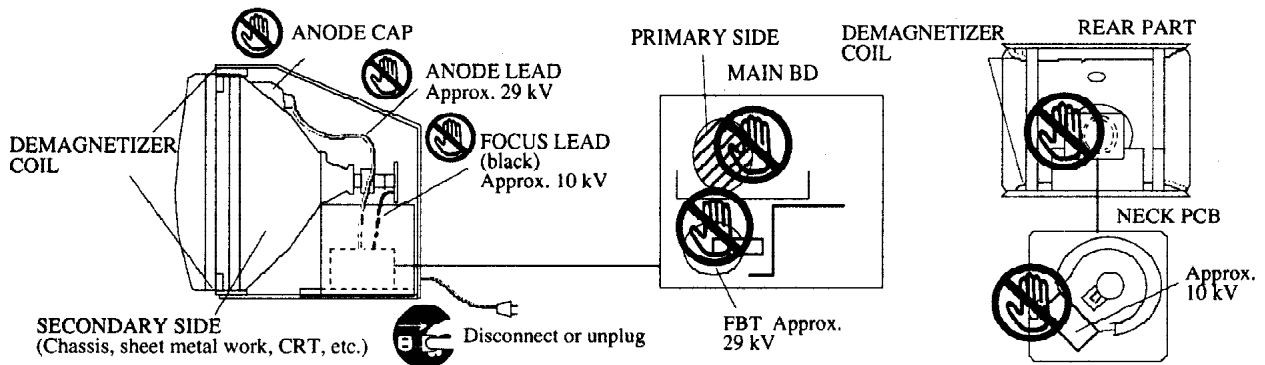 ANODE CAP
ANODE LEAD
Approx. 29 kV
FOCUS LEAD
(black)
Approx. 10 kV
DEMAGNETIZER
COIL
SECONDARY SIDE
(Chassis, sheet metal work, CRT, etc.)
Disconnect or unplug
PRIMARY SIDE
MAIN BD
FBT Approx.
29 kV
DEMAGNETIZER
COIL
REAR PART
NECK PCB
Approx.
10 kV